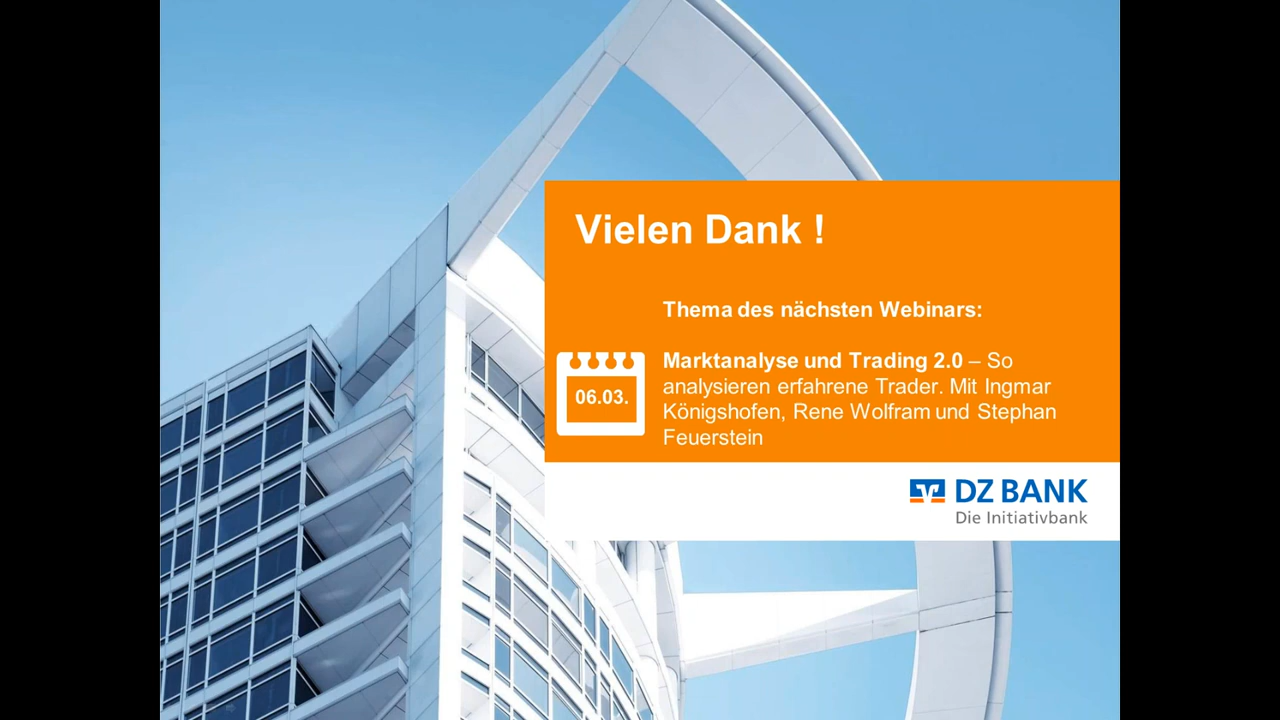 Vielen Dank !
Thema des nächsten Webinars:
06.03.
Marktanalyse und Trading 2.0 – So
analysieren erfahrene Trader. Mit Ingmar
Königshofen, Rene Wolfram und Stephan
Feuerstein
DZ BANK
Die Initiativbank